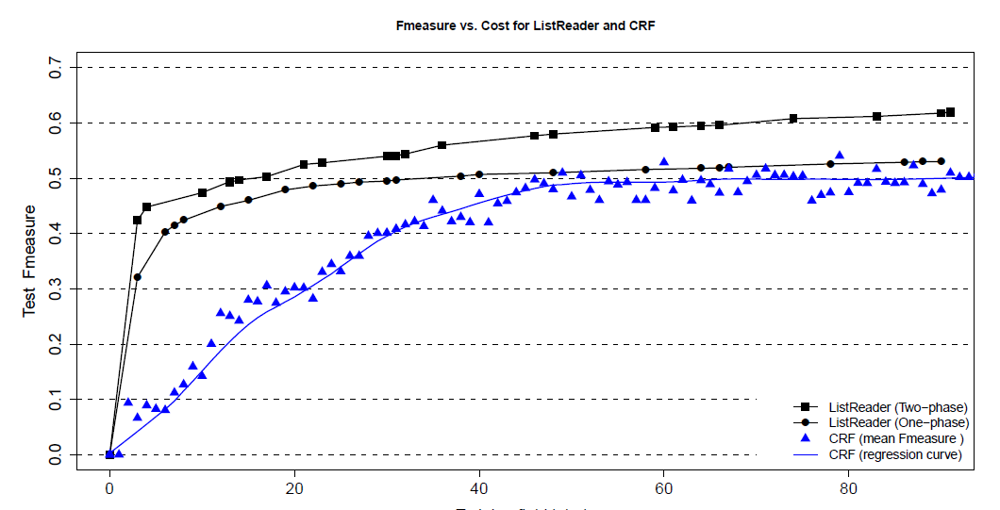 Fmeasure vs. Cost for ListReader and CRF
Test Fmeasure
0.7
0.6
0.5
0.4
0.3
0.2
0.1
0.0
0
20
40
60
80
ListReader (Two−phase)
ListReader (One−phase)
CRF (mean Fmeasure )
CRF (regression curve)